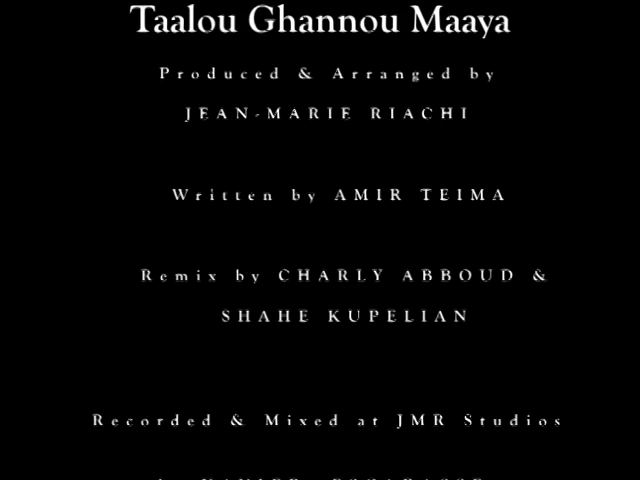 Taalou Ghannou Maaya
Produced & Arranged by
JEAN-MARIE RIACHI
Written by AMIR TEIMA
Remix by CHARLY ABBOUD &
SHAHE KUPELIAN
Recorded & Mixed at JMR Studios